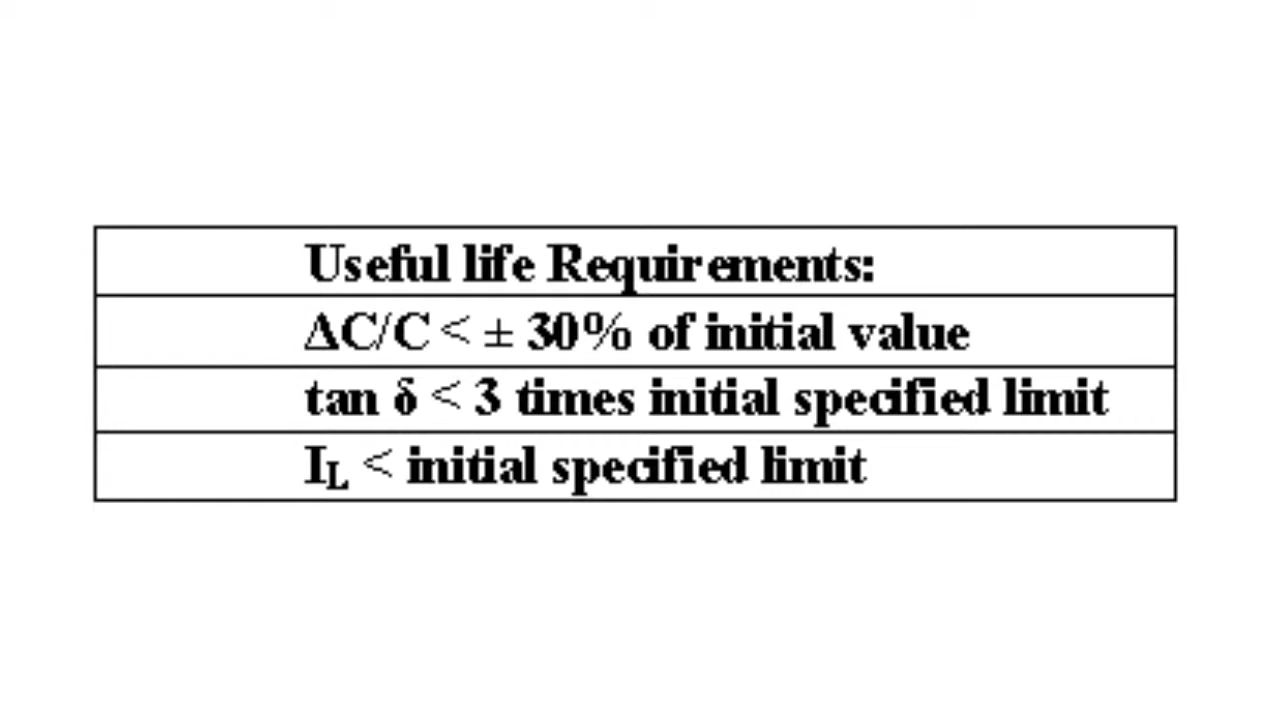 Useful life Requirements:
ΔC/C < ± 30% of initial value
tan δ < 3 times initial specified limit
IL < initial specified limit